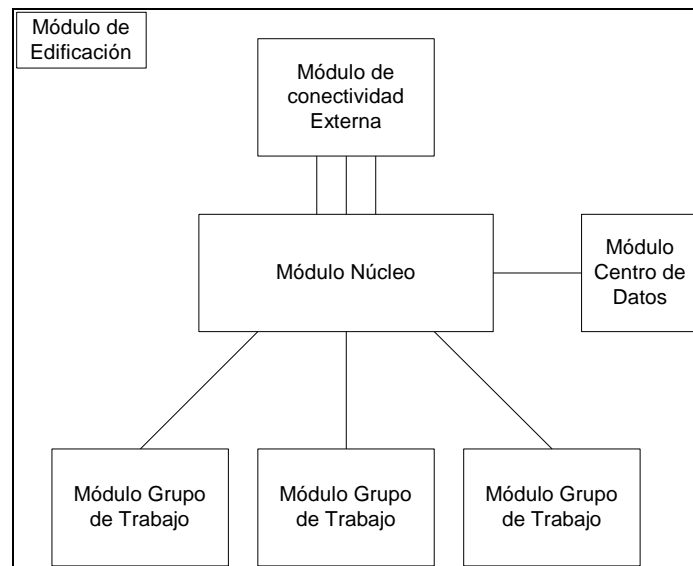 Módulo de
Edificación
Módulo de
conectividad
Externa
Módulo Núcleo
Módulo
Centro de
Datos
Módulo Grupo
de Trabajo
Módulo Grupo
de Trabajo
Módulo Grupo
de Trabajo